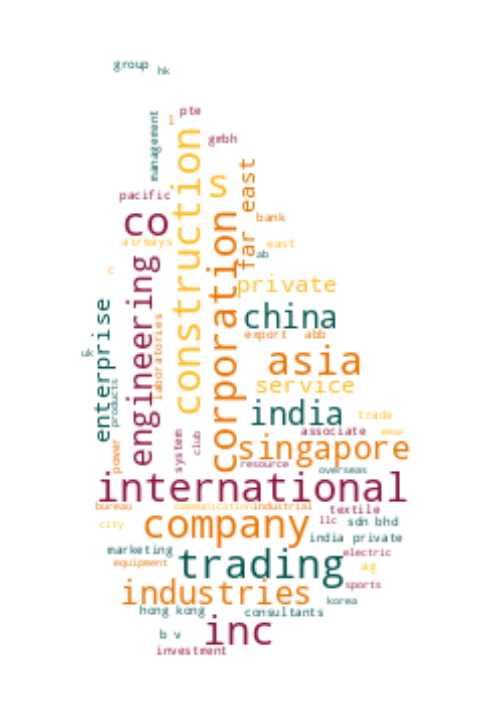 group
hk
management
l
pte
gmbh
construction
s
far east
pacific
co
bank
airways
east
ab
corporation
c
engineering
private
enterprise
china
laboratories
export
abb
uk
asia
service
products
india
trade
associate
wear
system
club
power
singapore
resource
overseas
international
bureau
communication
industrial
textile
city
company
llc
sdn bhd
india private
marketing
trading
electric
equipment
ag
industries
sports
korea
hong kong
consultants
inc
b v
investment